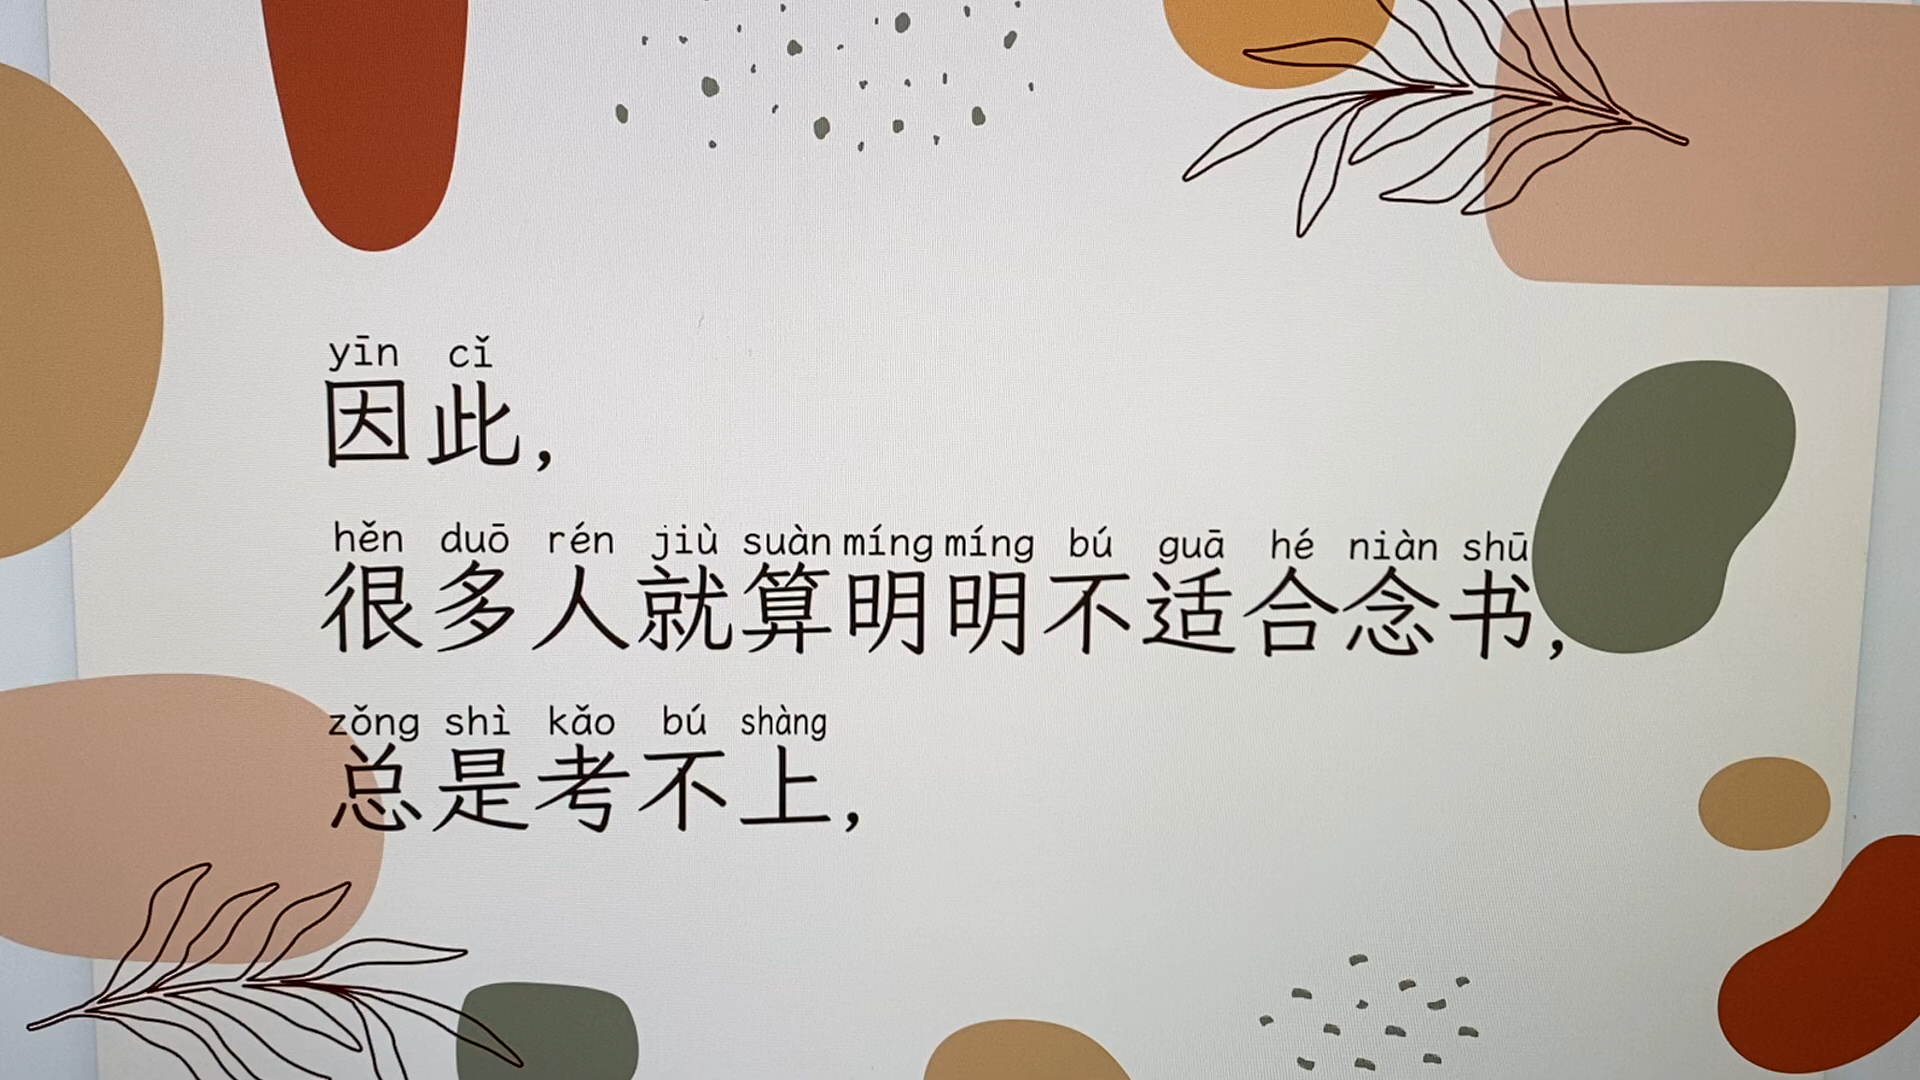 yīn cǐ
因此，
hěn duō rén jiù suàn míng míng bú guā hé niàn shū
很多人就算明明不适合念书，
zǒng shì kǎo bú shàng
总是考不上，